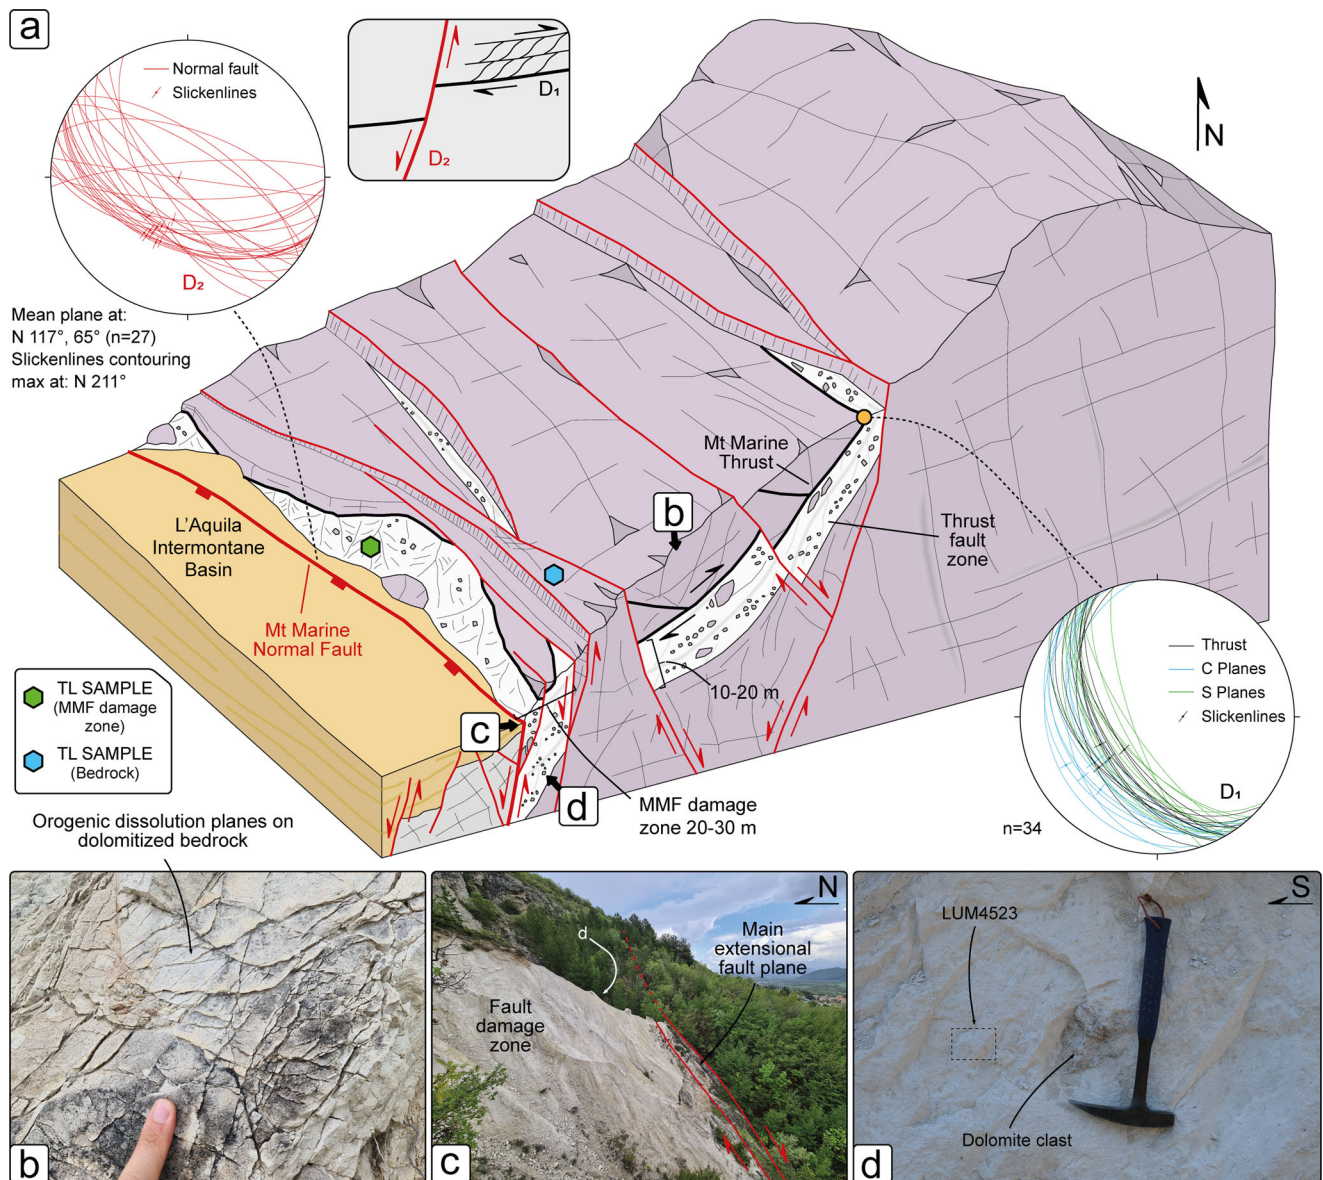 a
Normal fault
Slickenlines
D₂
Mean plane at:
N 117°, 65° (n=27)
Slickenlines contouring
max at: N 211°
D₁
D₂
N
Mt Marine
Thrust
b
Thrust
fault
zone
L'Aquila
Intermontane
Basin
Mt Marine
Normal Fault
10-20 m
c
d
MMF damage
zone 20-30 m
TL SAMPLE
(MMF damage
zone)
TL SAMPLE
(Bedrock)
Thrust
C Planes
S Planes
Slickenlines
D₁
n=34
Orogenic dissolution planes on
dolomitized bedrock
b
N
d
Main
extensional
fault plane
Fault
damage
zone
c
S
LUM4523
Dolomite clast
d